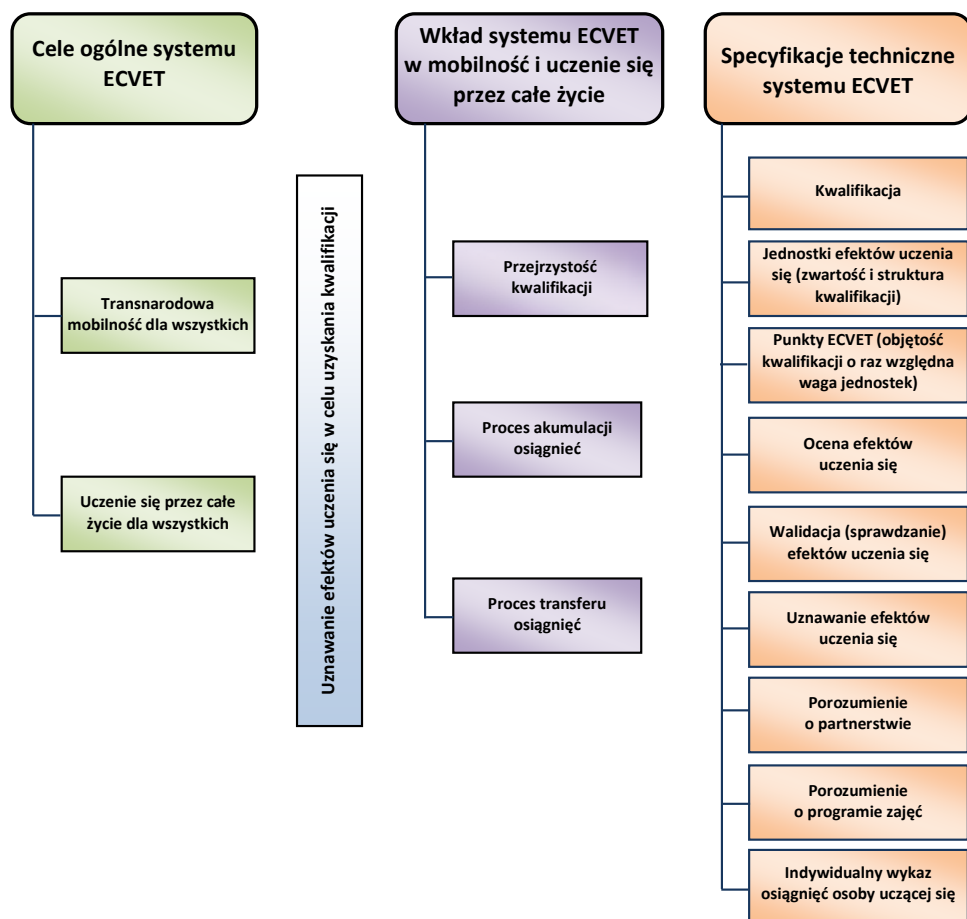 Cele ogólne systemu
ECVET
Transnarodowa
mobilność dla wszystkich
Uczenie się przez całe
życie dla wszystkich
Uznawanie efektów uczenia się w celu uzyskania kwalifikacji
Wkład systemu ECVET
w mobilność i uczenie się
przez całe życie
Przejrzystość
kwalifikacji
Proces akumulacji
osiągnieć
Proces transferu
osiągnięć
Specyfikacje techniczne
systemu ECVET
Kwalifikacja
Jednostki efektów uczenia
się (zwartość i struktura
kwalifikacji)
Punkty ECVET (objętość
kwalifikacji o raz względna
waga jednostek)
Ocena efektów
uczenia się
Walidacja (sprawdzanie)
efektów uczenia się
Uznawanie efektów
uczenia się
Porozumienie
o partnerstwie
Porozumienie
o programie zajęć
Indywidualny wykaz
osiągnięć osoby uczącej się